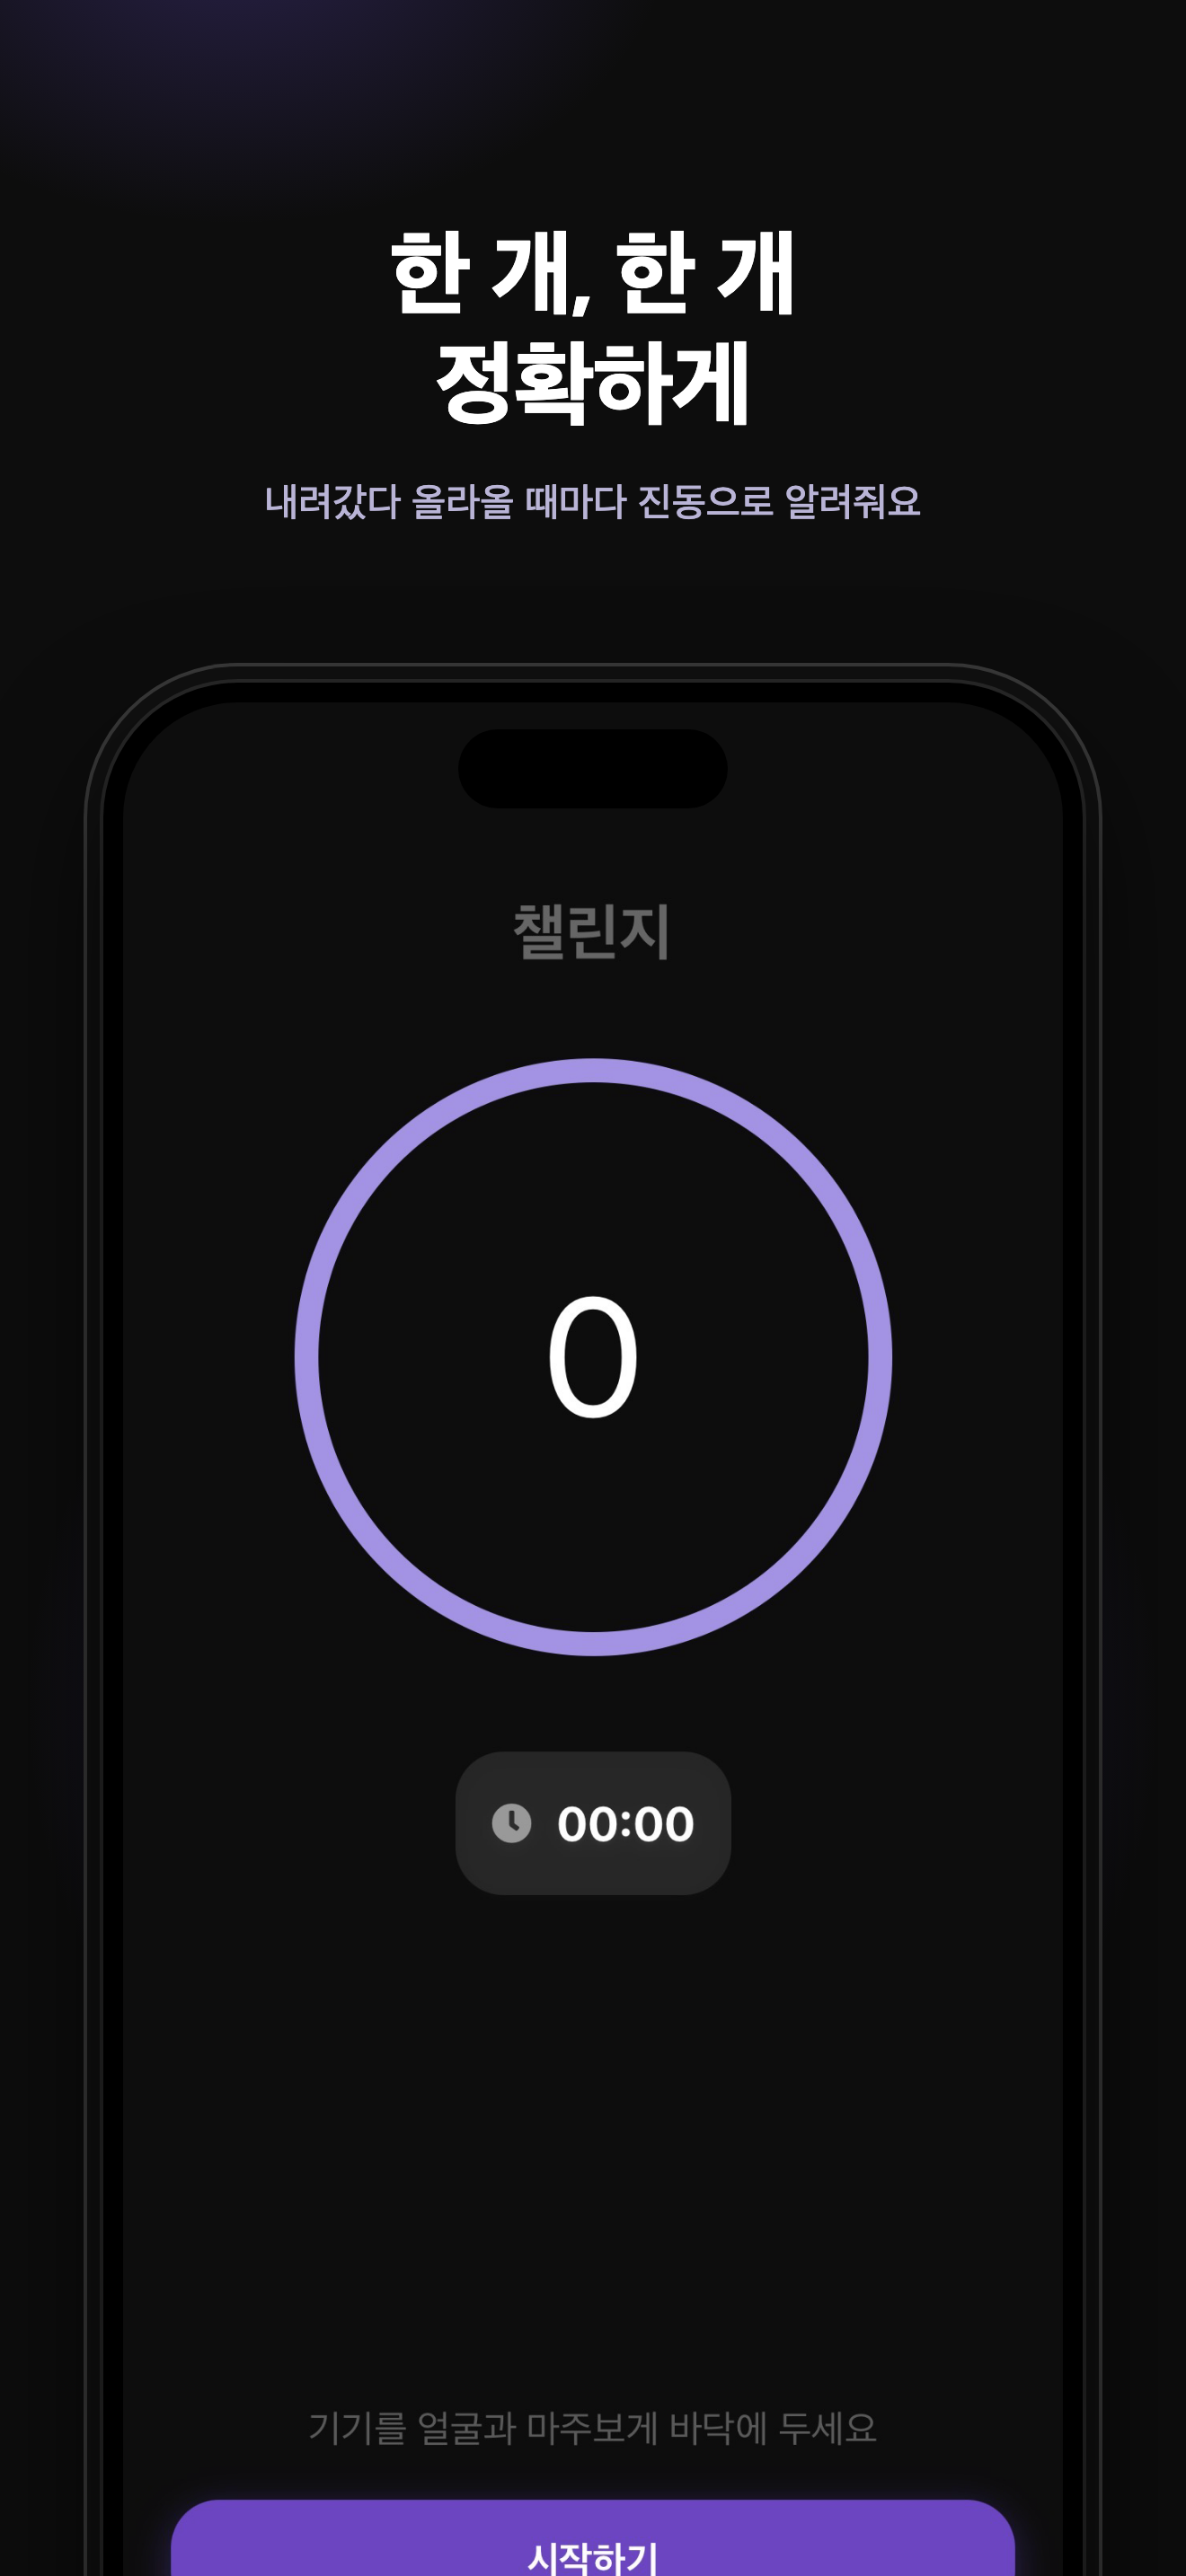 한 개, 한 개
정확하게
내려갔다 올라올 때마다 진동으로 알려줘요
챌린지
0
00:00
기기를 얼굴과 마주보게 바닥에 두세요
시작하기